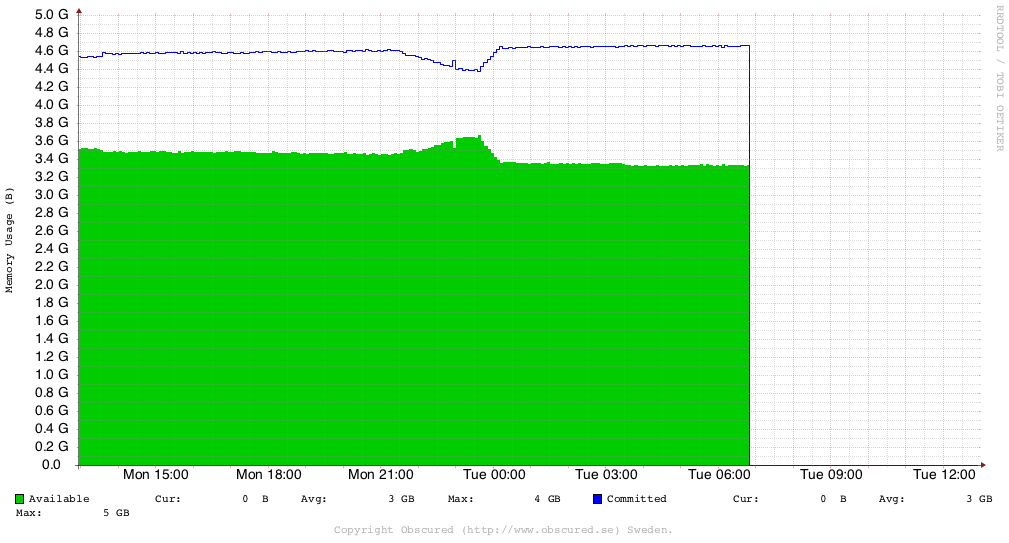 5.0 G
4.8 G
4.6 G
4.4 G
4.2 G
4.0 G
3.8 G
3.6 G
3.4 G
3.2 G
3.0 G
2.8 G
2.6 G
2.4 G
2.2 G
2.0 G
1.8 G
1.6 G
1.4 G
1.2 G
1.0 G
0.8 G
0.6 G
0.4 G
0.2 G
0.0
Memory Usage (B)
RRDTOOL / TOBI OETIKER
Mon 15:00 Mon 18:00 Mon 21:00 Tue 00:00 Tue 03:00 Tue 06:00 Tue 09:00 Tue 12:00
Available Cur: 0 B Avg: 3 GB Max: 4 GB Committed Cur: 0 B Avg: 3 GB
Max: 5 GB
Copyright Obscured (http://www.obscured.se) Sweden.